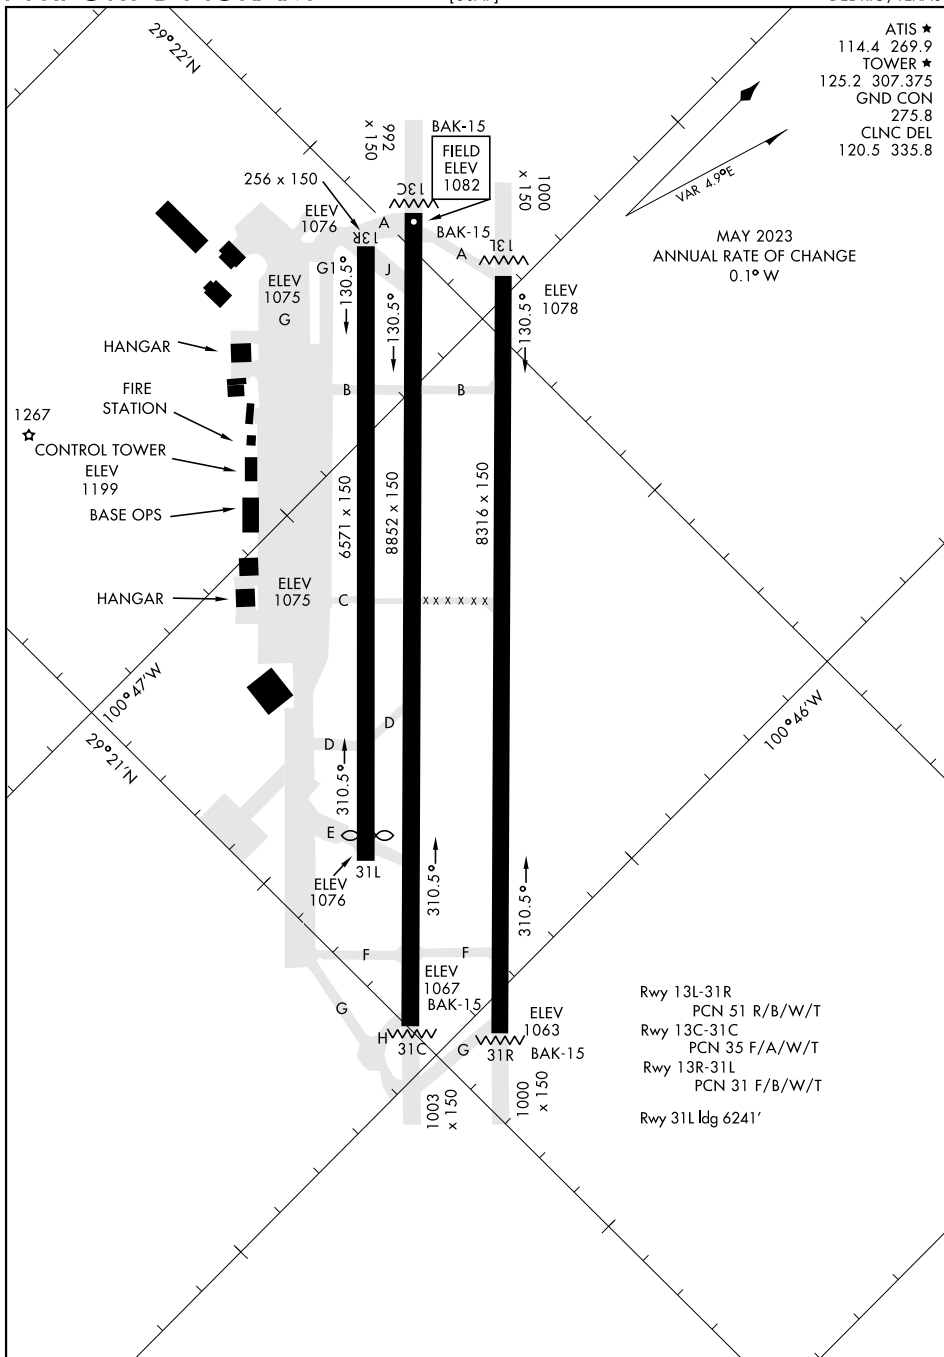 ATIS ★
114.4 269.9
TOWER ★
125.2 307.375
GND CON
275.8
CLNC DEL
120.5 335.8
29°22'N
VAR 4.9°E
MAY 2023
ANNUAL RATE OF CHANGE
0.1° W
992
x 150
BAK-15
FIELD
ELEV
1082
1000
x 150
256 x 150
ELEV
1076
13C
13R
A
BAK-15
13L
A
G1
J
ELEV
1075
G
130.5°
130.5°
130.5°
ELEV
1078
HANGAR
B
B
FIRE
STATION
1267
CONTROL TOWER
ELEV
1199
BASE OPS
6571 x 150
8852 x 150
8316 x 150
HANGAR
ELEV
1075
C
x x x x x x
100°47'W
29°21'N
100°46'W
D
D
310.5°
E
31L
ELEV
1076
310.5°
310.5°
F
F
G
ELEV
1067
BAK-15
ELEV
1063
H
31C
G
31R
BAK-15
1003
x 150
1000
x 150
Rwy 13L-31R
PCN 51 R/B/W/T
Rwy 13C-31C
PCN 35 F/A/W/T
Rwy 13R-31L
PCN 31 F/B/W/T
Rwy 31L ldg 6241'